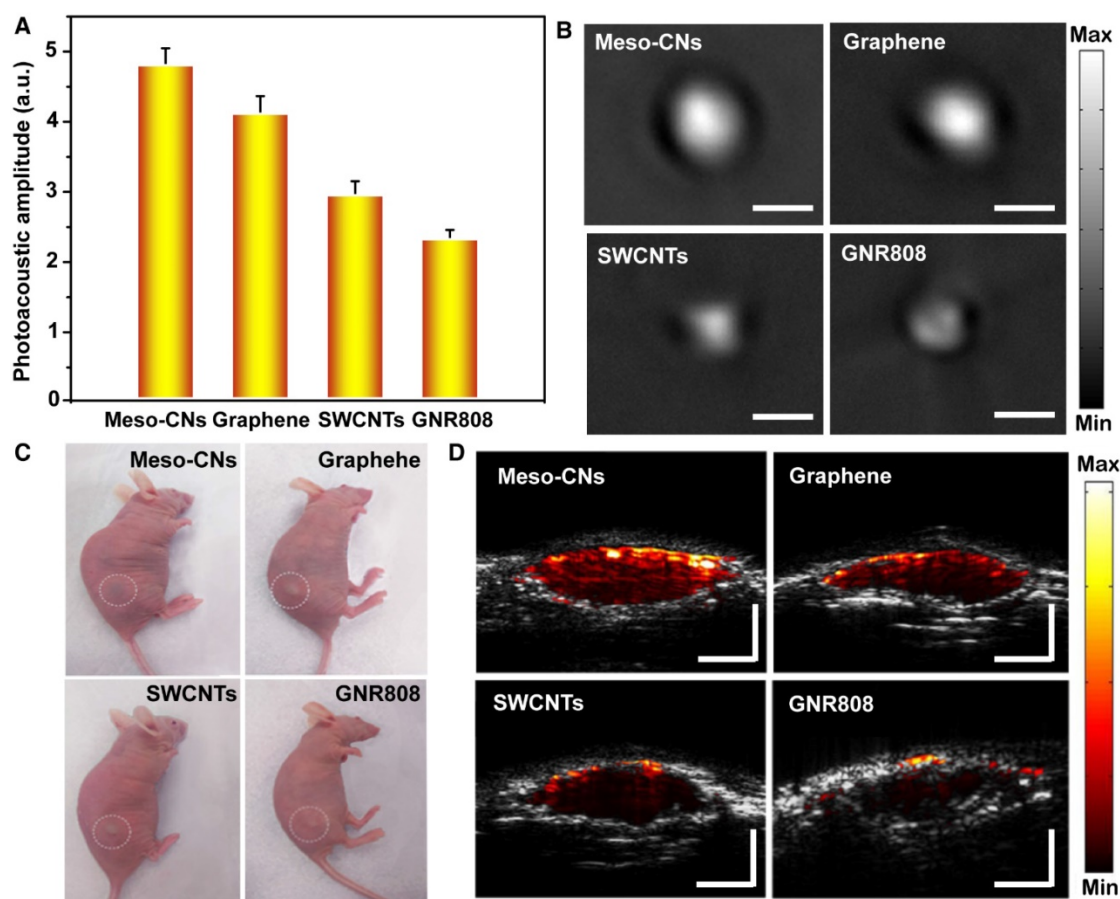 A
Photoacoustic amplitude (a.u.)
5
4
3
2
1
0
Meso-CNs Graphene SWCNTs GNR808
B
Meso-CNs
Graphene
SWCNTs
GNR808
Max
Min
C
Meso-CNs
Graphehe
SWCNTs
GNR808
D
Meso-CNs
Graphene
SWCNTs
GNR808
Max
Min